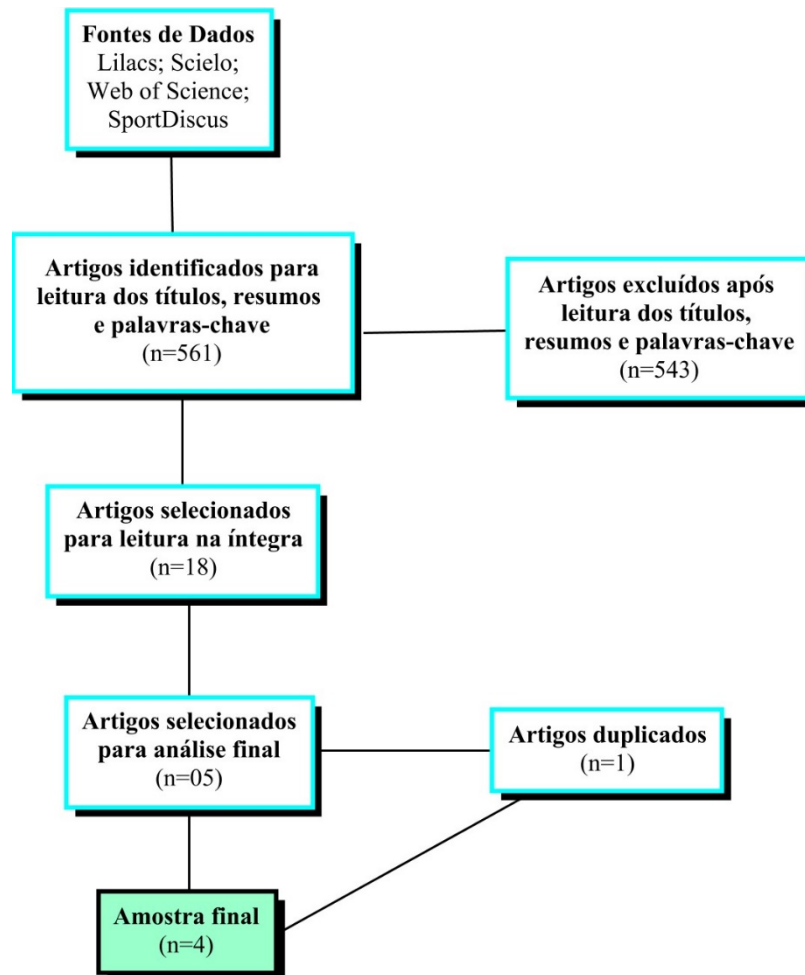 Fontes de Dados
Lilacs; Scielo;
Web of Science;
SportDiscus
Artigos identificados para
leitura dos títulos, resumos
e palavras-chave
(n=561)
Artigos excluídos após
leitura dos títulos,
resumos e palavras-chave
(n=543)
Artigos selecionados
para leitura na íntegra
(n=18)
Artigos selecionados
para análise final
(n=05)
Artigos duplicados
(n=1)
Amostra final
(n=4)